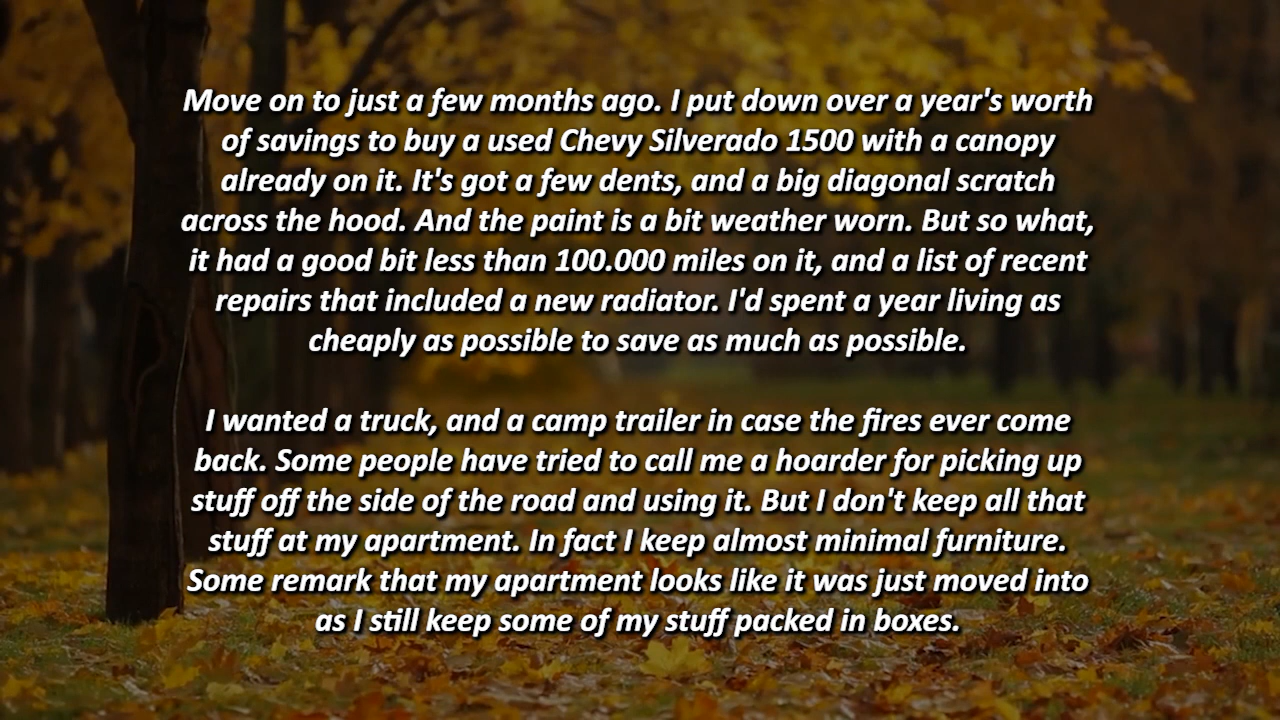 Move on to just a few months ago. I put down over a year's worth
of savings to buy a used Chevy Silverado 1500 with a canopy
already on it. It's got a few dents, and a big diagonal scratch
across the hood. And the paint is a bit weather worn. But so what,
it had a good bit less than 100.000 miles on it, and a list of recent
repairs that included a new radiator. I'd spent a year living as
cheaply as possible to save as much as possible.
I wanted a truck, and a camp trailer in case the fires ever come
back. Some people have tried to call me a hoarder for picking up
stuff off the side of the road and using it. But I don't keep all that
stuff at my apartment. In fact I keep almost minimal furniture.
Some remark that my apartment looks like it was just moved into
as I still keep some of my stuff packed in boxes.